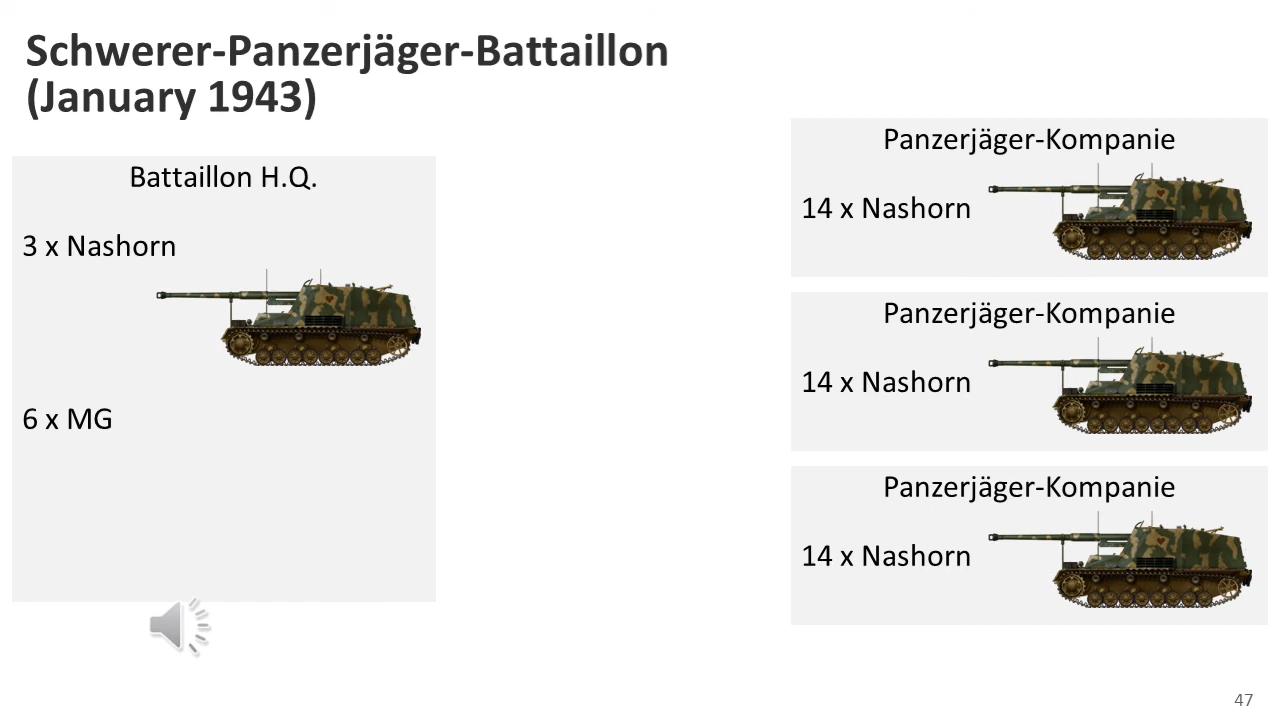 Schwerer-Panzerjäger-Battaillon
(January 1943)
Battaillon H.Q.
3 x Nashorn
6 x MG
Panzerjäger-Kompanie
14 x Nashorn
Panzerjäger-Kompanie
14 x Nashorn
Panzerjäger-Kompanie
14 x Nashorn
47